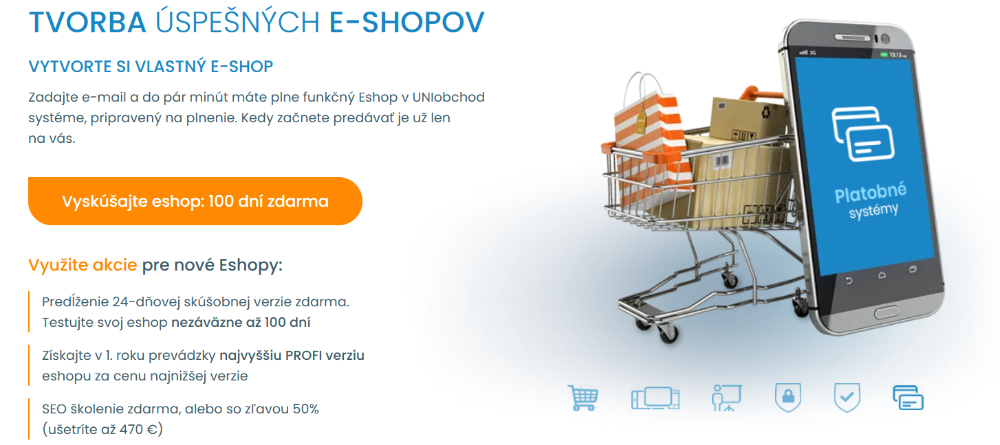 TVORBA ÚSPEŠNÝCH E-SHOPOV
VYTVORTE SI VLASTNÝ E-SHOP
Zadajte e-mail a do pár minút máte plne funkčný Eshop v UNIobchod
systéme, pripravený na plnenie. Kedy začnete predávať je už len
na vás.
Vyskúšajte eshop: 100 dní zdarma
Využite akcie pre nové Eshopy:
Predĺženie 24-dňovej skúšobnej verzie zdarma.
Testujte svoj eshop nezáväzne až 100 dní
Získajte v 1. roku prevádzky najvyššiu PROFI verziu
eshopu za cenu najnižšej verzie
SEO školenie zdarma, alebo so zľavou 50%
(ušetríte až 470 €)
3G 10:15
Platobné
systémy